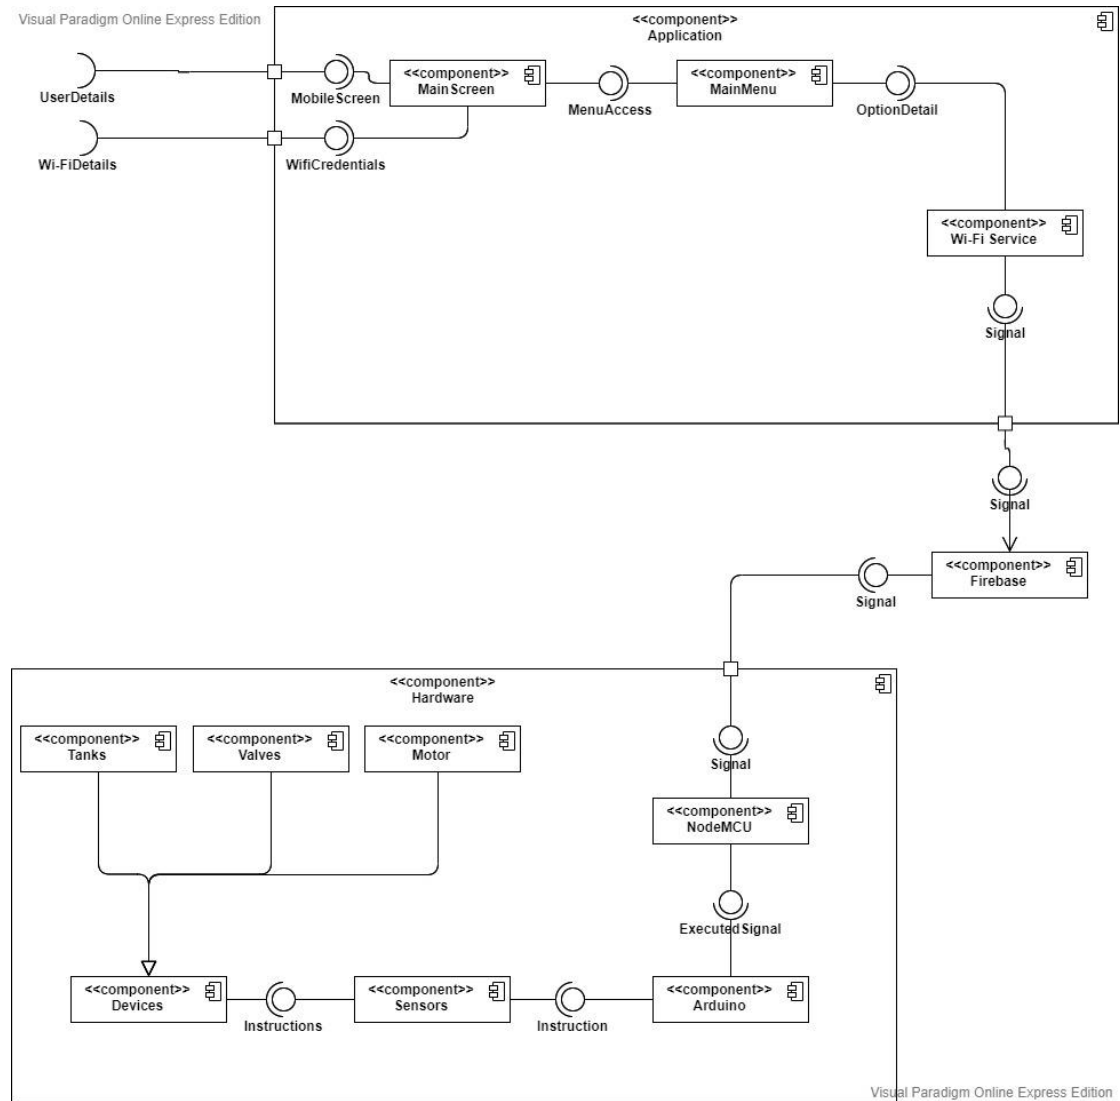 Visual Paradigm Online Express Edition
<<component>>
Application
UserDetails
MobileScreen
<<component>>
MainScreen
MenuAccess
<<component>>
MainMenu
OptionDetail
Wi-FiDetails
WifiCredentials
<<component>>
Wi-Fi Service
Signal
Signal
<<component>>
Firebase
Signal
<<component>>
Hardware
<<component>>
Tanks
<<component>>
Valves
<<component>>
Motor
Signal
<<component>>
NodeMCU
ExecutedSignal
<<component>>
Devices
Instructions
<<component>>
Sensors
Instruction
<<component>>
Arduino
Visual Paradigm Online Express Edition